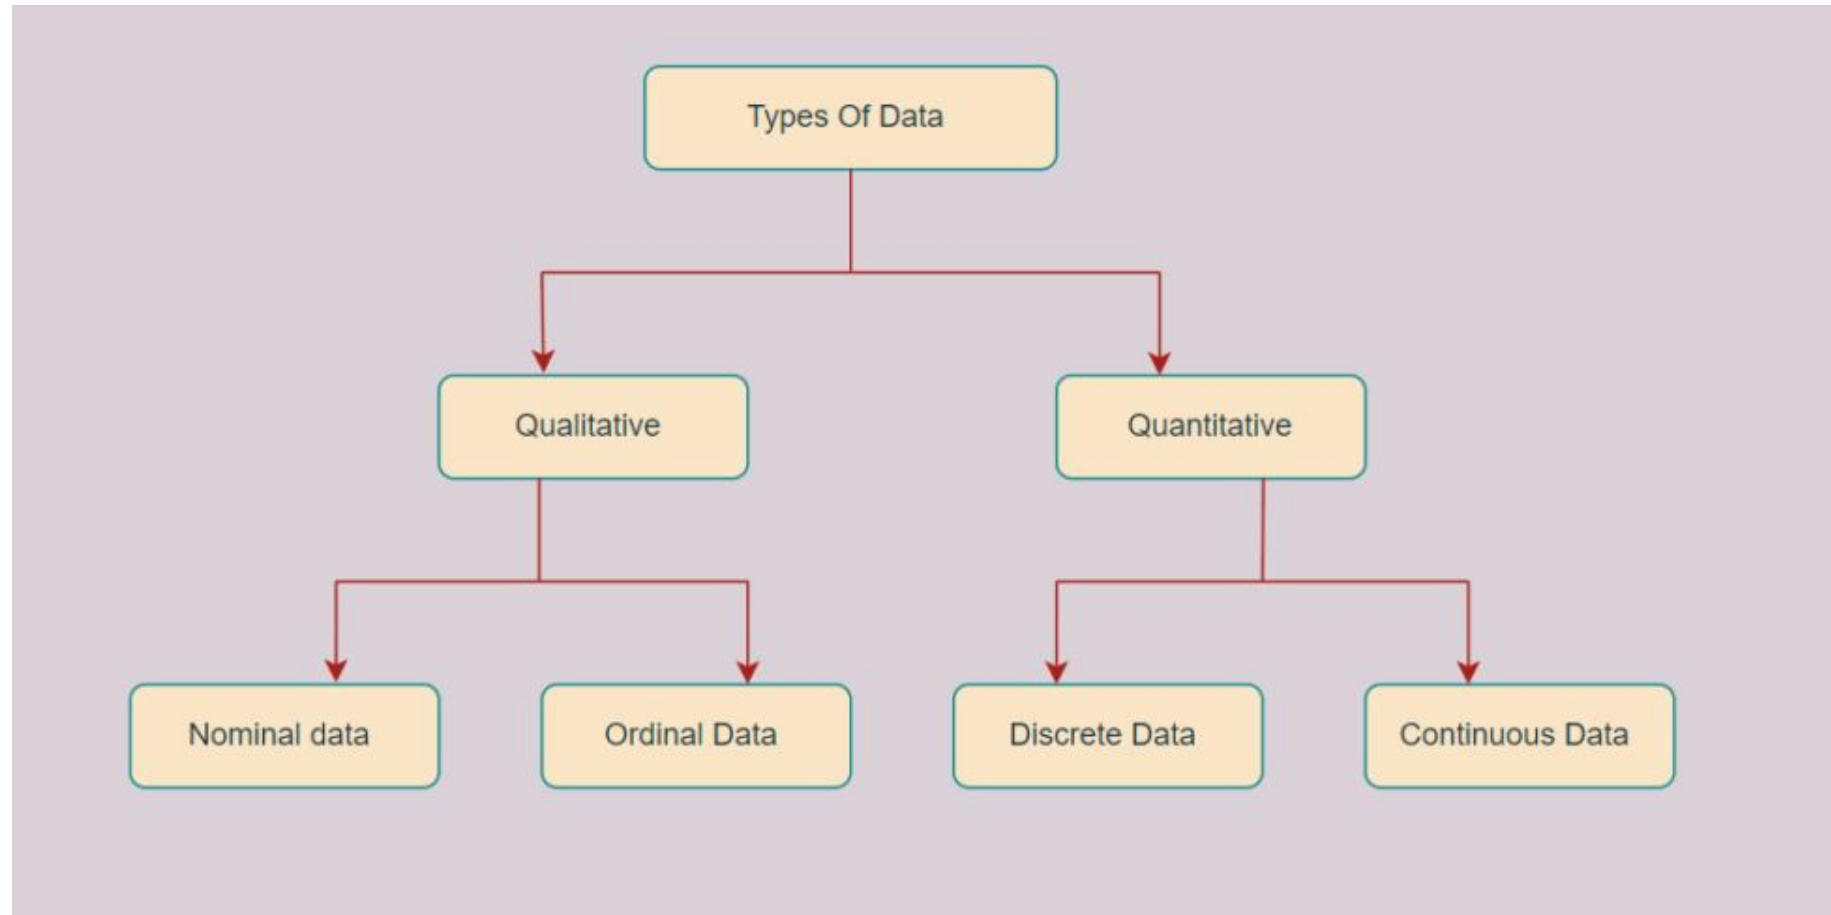 Types Of Data
Qualitative
Quantitative
Nominal data
Ordinal Data
Discrete Data
Continuous Data